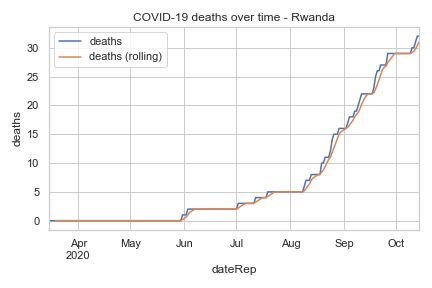 COVID-19 deaths over time - Rwanda
deaths
deaths (rolling)
deaths
30
25
20
15
10
5
0
Apr
2020
May
Jun
Jul
Aug
Sep
Oct
dateRep